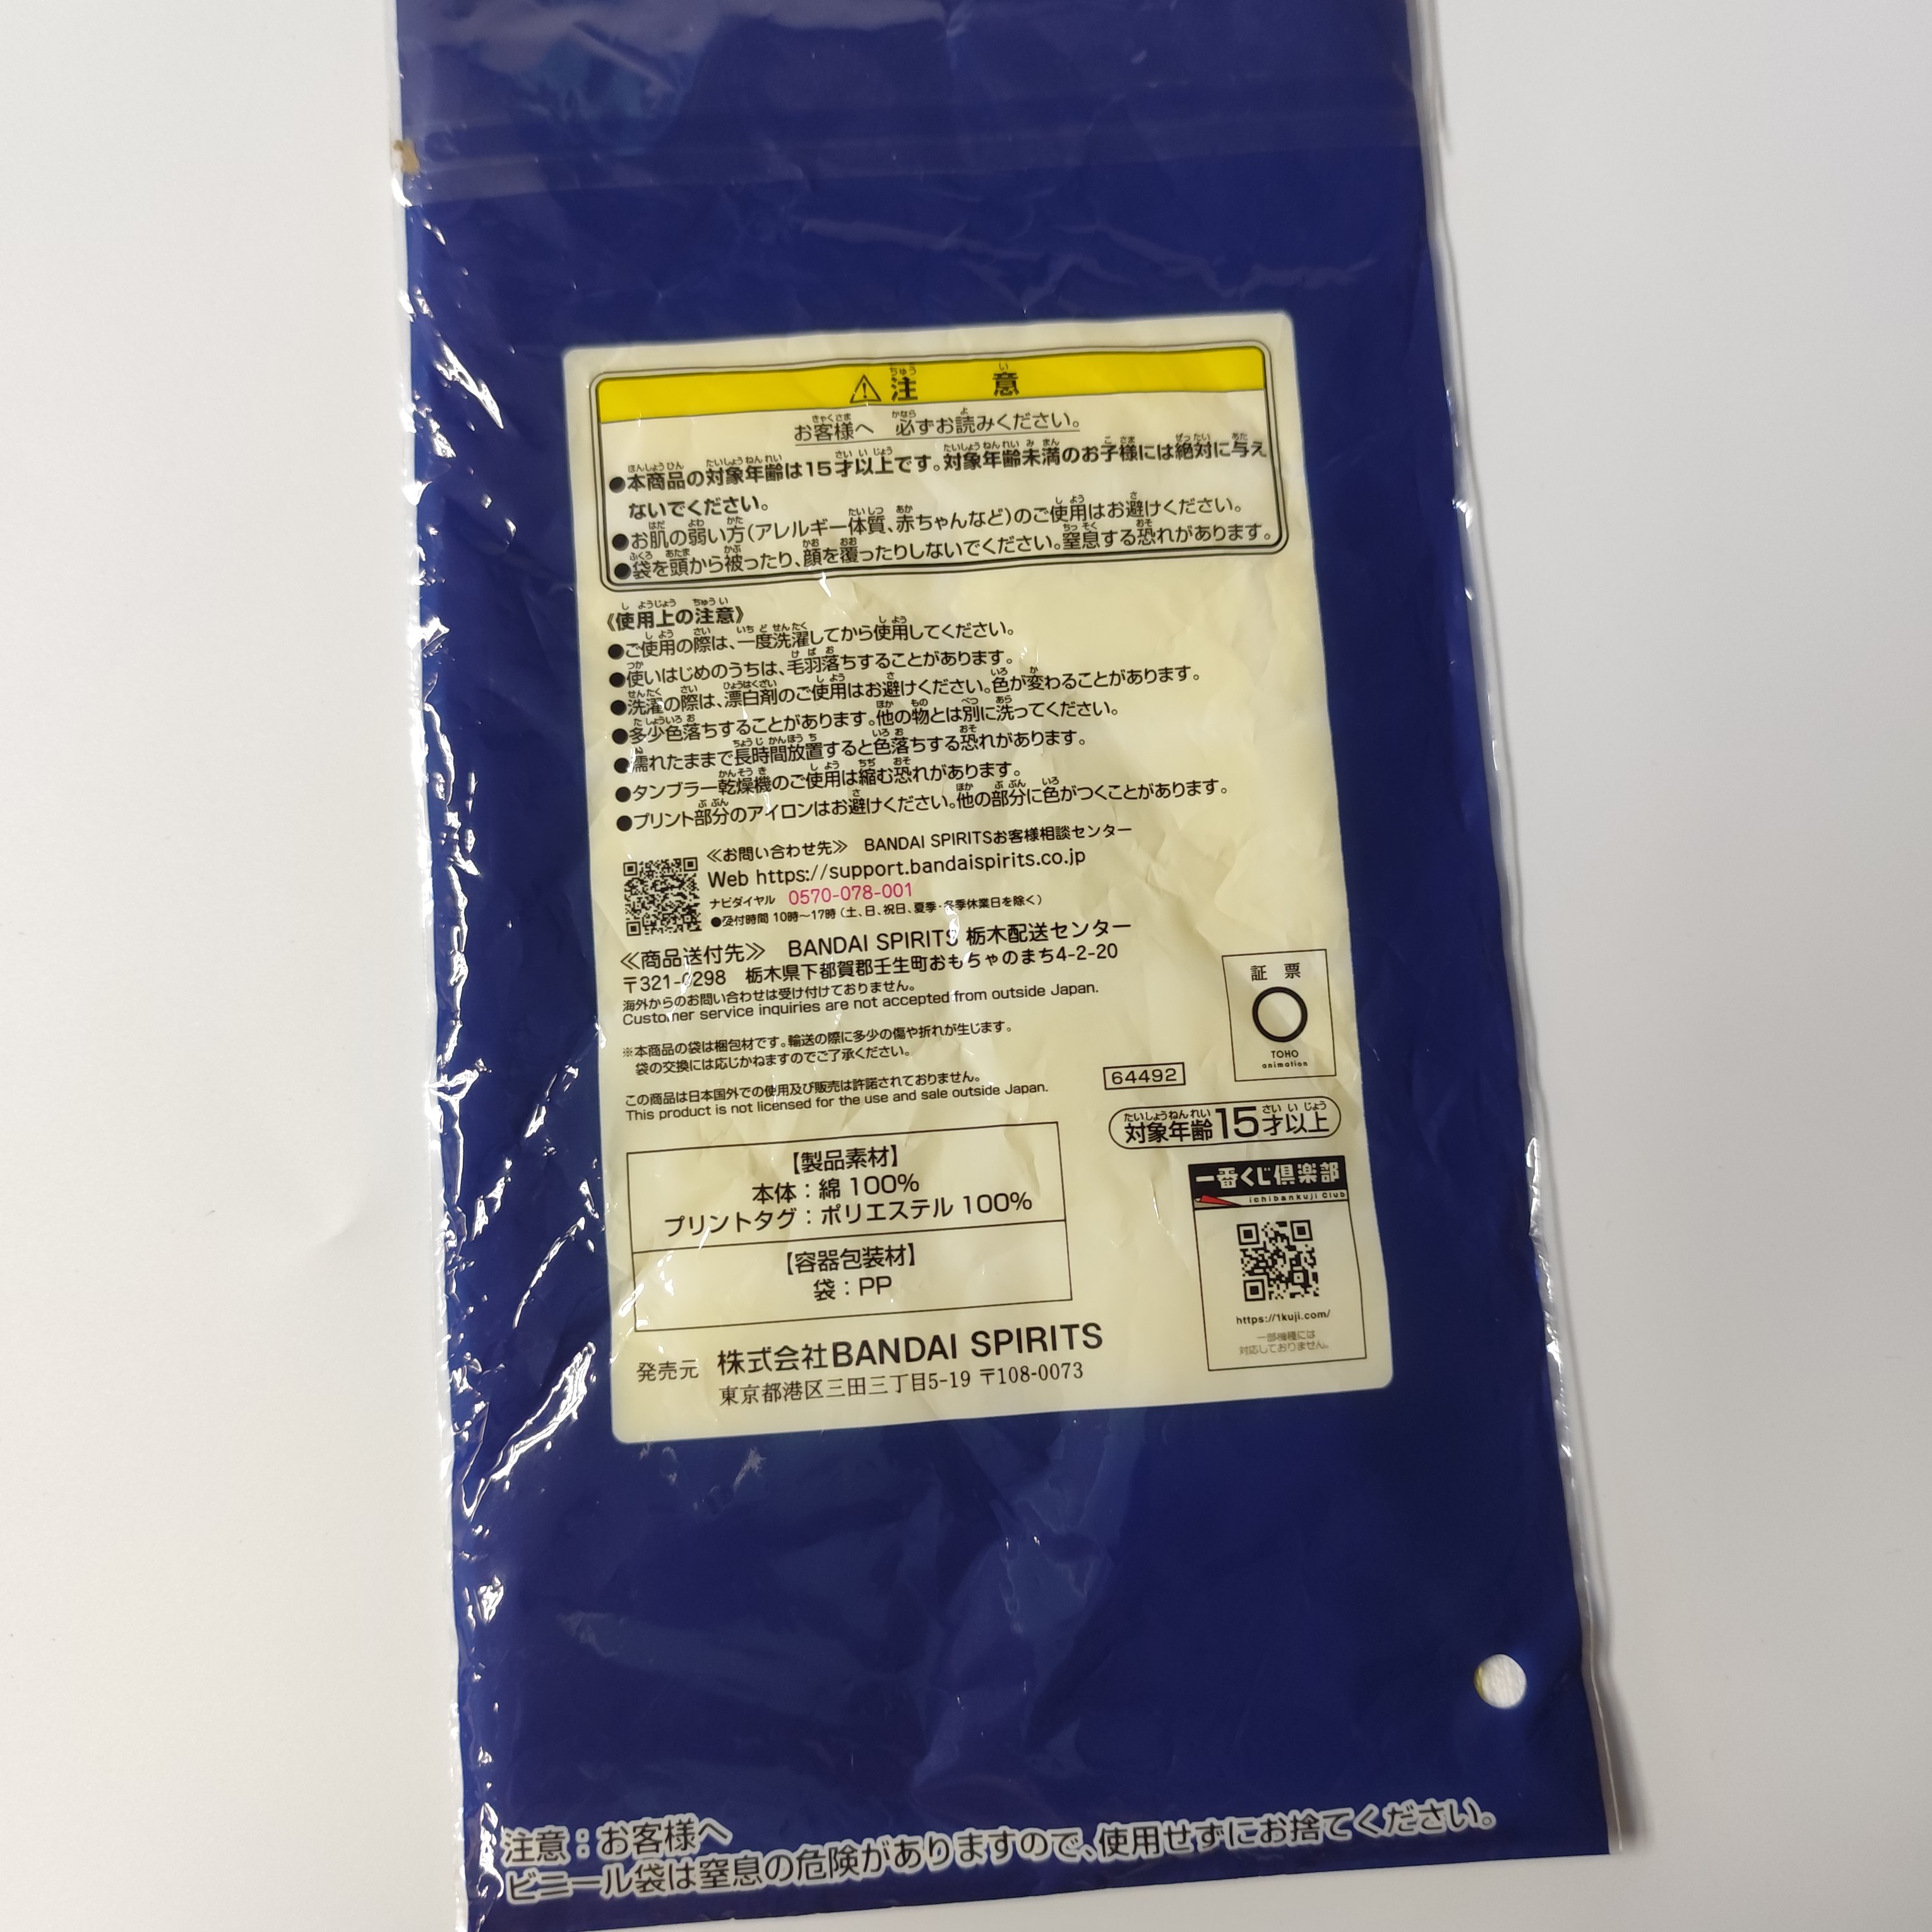 ⚠注意
お客様へ 必ずお読みください。
●本商品の対象年齢は15才以上です。対象年齢未満のお子様には絶対に与え
ないでください。
●お肌の弱い方(アレルギー体質、赤ちゃんなど)のご使用はお避けください。
●袋を頭から被ったり、顔を覆ったりしないでください。窒息する恐れがあります。
《使用上の注意》
●ご使用の際は、一度洗濯してから使用してください。
●使いはじめのうちは、毛羽落ちすることがあります。
●洗濯の際は、漂白剤のご使用はお避けください。色が変わることがあります。
●多少色落ちすることがあります。他の物とは別に洗ってください。
●濡れたままで長時間放置すると色落ちする恐れがあります。
●タンブラー乾燥機のご使用は縮む恐れがあります。
●プリント部分のアイロンはお避けください。他の部分に色がつくことがあります。
≪お問い合わせ先≫ BANDAI SPIRITSお客様相談センター
Web https://support.bandaispirits.co.jp
ナビダイヤル 0570-078-001
●受付時間 10時〜17時(土、日、祝日、夏季・冬季休業日を除く)
≪商品送付先≫ BANDAI SPIRITS 栃木配送センター
〒321-0298 栃木県下都賀郡壬生町おもちゃのまち4-2-20
海外からのお問い合わせは受け付けておりません。
Customer service inquiries are not accepted from outside Japan.
※本商品の袋は梱包材です。輸送の際に多少の傷や折れが生じます。
袋の交換には応じかねますのでご了承ください。
この商品は日本国外での使用及び販売は許諾されておりません。
This product is not licensed for the use and sale outside Japan.
証票
TOHO
animation
64492
対象年齢15才以上
【製品素材】
本体:綿 100%
プリントタグ:ポリエステル 100%
【容器包装材】
袋:PP
一番くじ倶楽部
ichibankuji Club
https://1kuji.com/
一部機種には
対応しておりません。
発売元 株式会社BANDAI SPIRITS
東京都港区三田三丁目5-19 〒108-0073
注意:お客様へ
ビニール袋は窒息の危険がありますので、使用せずにお捨てください。